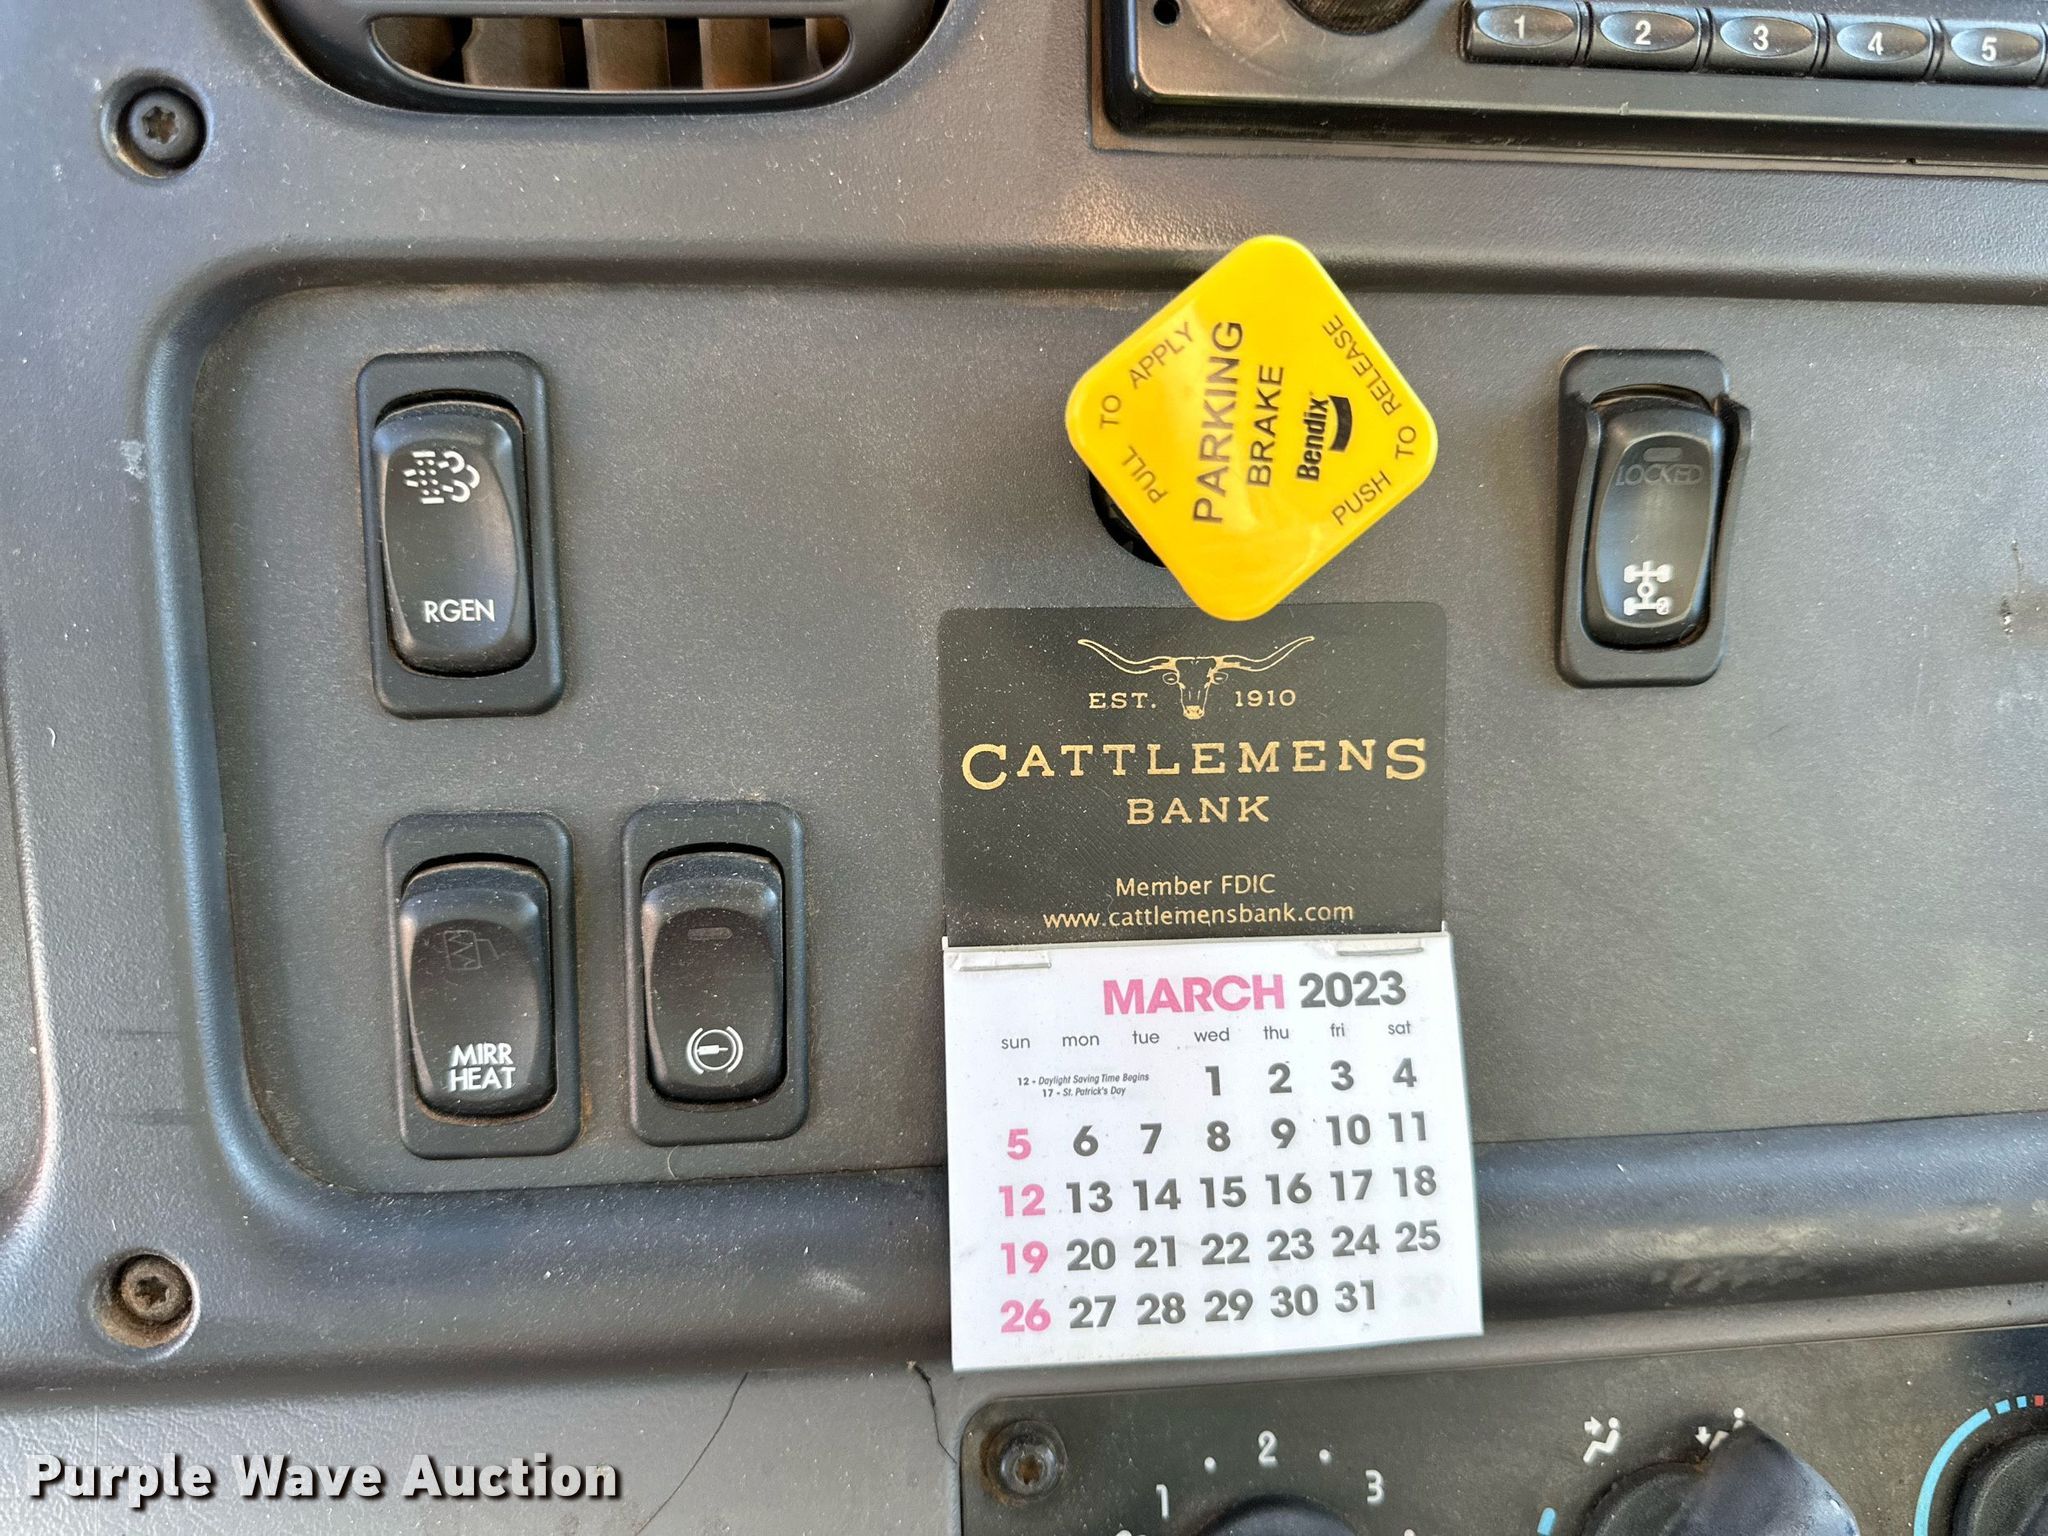 1 2 3 4 5
PULL TO APPLY
PARKING
BRAKE
Bendix
PUSH TO RELEASE
LOCKED
RGEN
EST. 1910
CATTLEMENS
BANK
Member FDIC
www.cattlemensbank.com
MIRR
HEAT
MARCH 2023
sun mon tue wed thu fri sat
12 - Daylight Saving Time Begins
17 - St. Patrick's Day
1 2 3 4
5 6 7 8 9 10 11
12 13 14 15 16 17 18
19 20 21 22 23 24 25
26 27 28 29 30 31
1 2 3
Purple Wave Auction